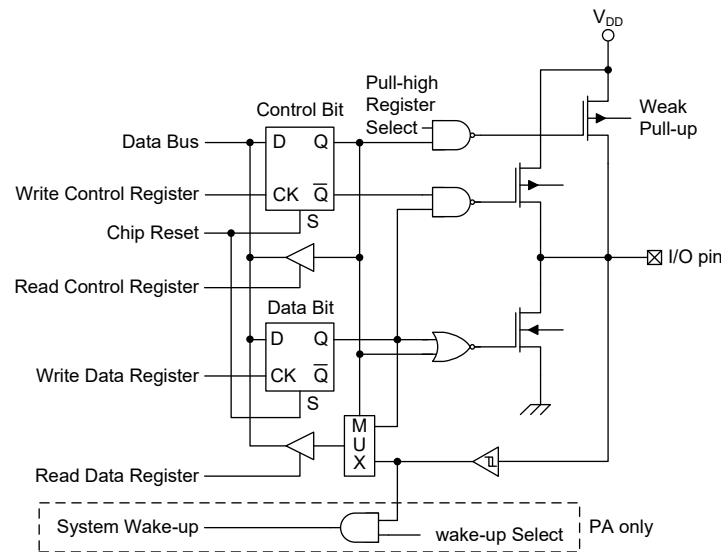 VDD
Pull-high
Register
Select
Control Bit
Weak
Pull-up
Data Bus
D Q
Write Control Register
CK Q̅
S
Chip Reset
I/O pin
Read Control Register
Data Bit
D Q
Write Data Register
CK Q̅
S
M
U
X
Read Data Register
System Wake-up
wake-up Select
PA only